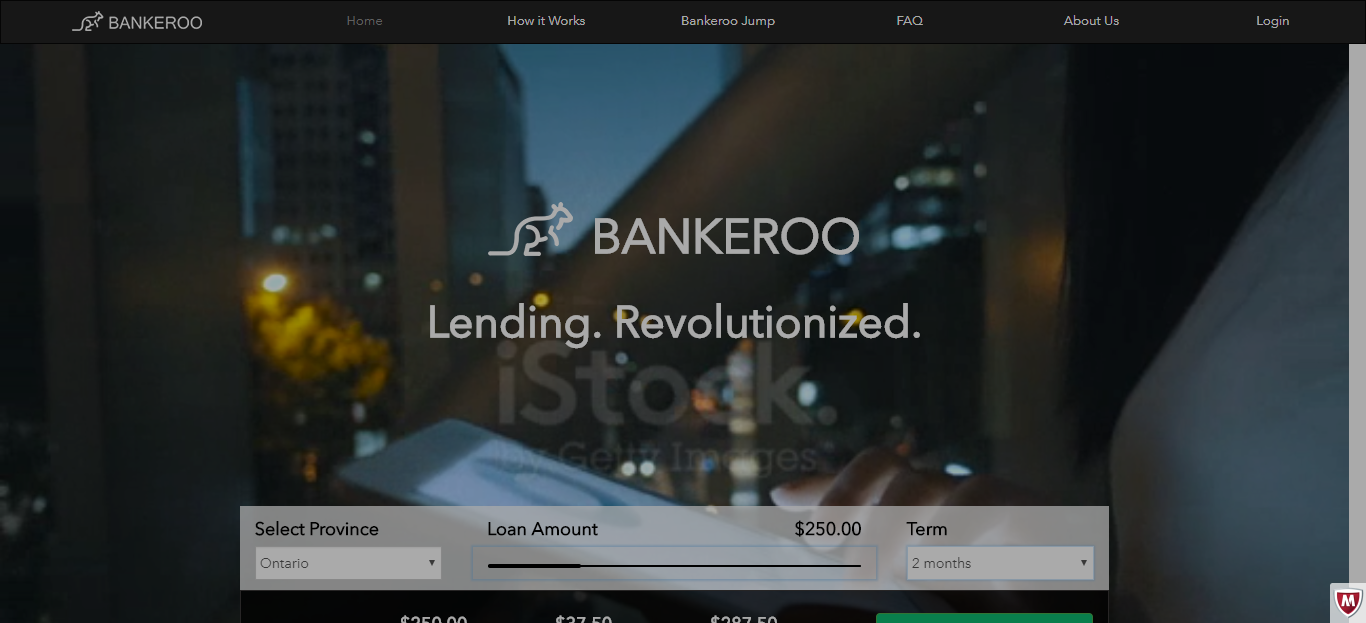 BANKEROO Home How it Works Bankeroo Jump FAQ About Us Login
BANKEROO
Lending. Revolutionized.
iStock.
by Getty Images
Select Province Loan Amount $250.00 Term
Ontario 2 months
$250.00 $37.50 $287.50